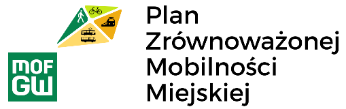 Plan
Zrównoważonej
Mobilności
Miejskiej
MOF
GW